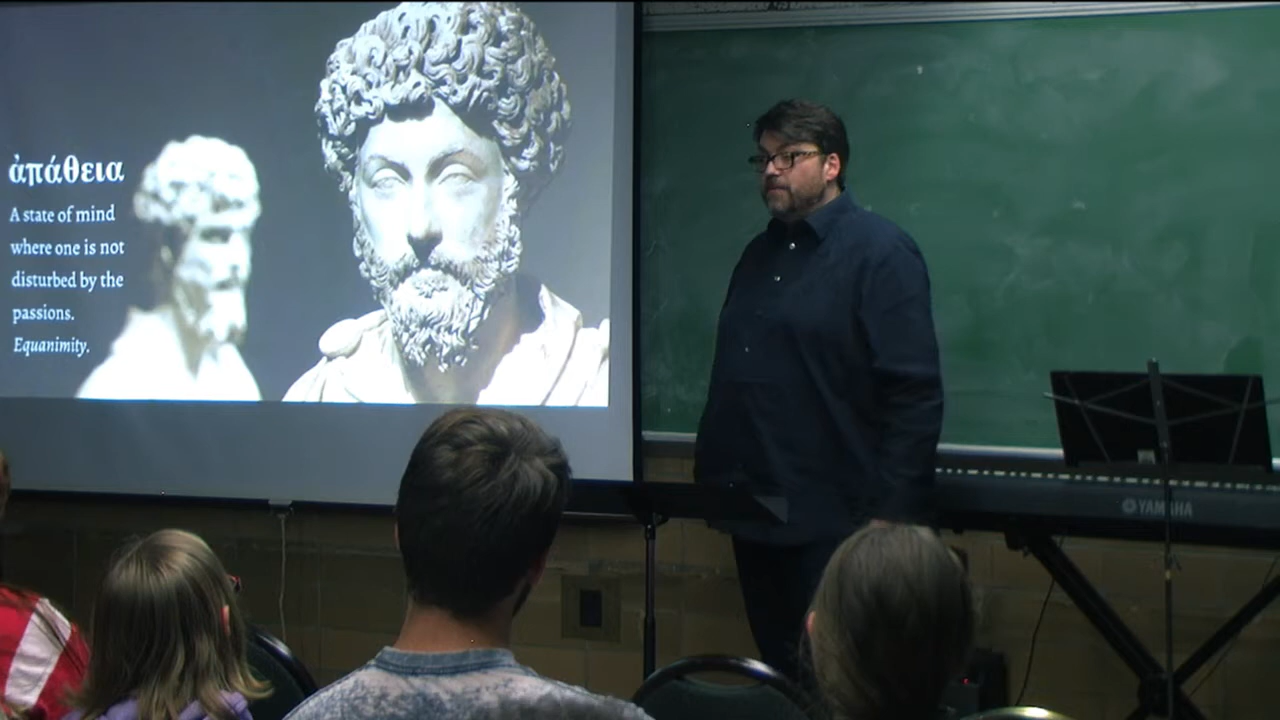 ἀπάθεια
A state of mind
where one is not
disturbed by the
passions.
Equanimity.
YAMAHA